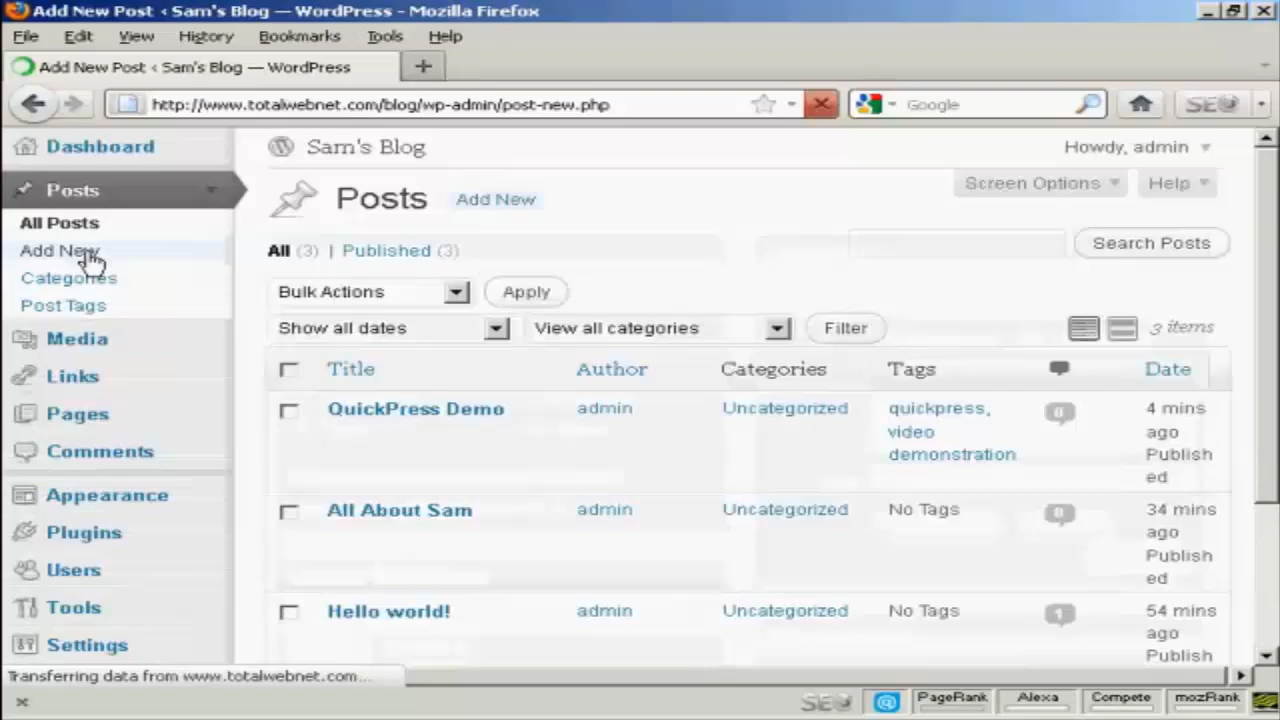 Add New Post ‹ Sam's Blog — WordPress - Mozilla Firefox
File Edit View History Bookmarks Tools Help
Add New Post ‹ Sam's Blog — WordPress
http://www.totalwebnet.com/blog/wp-admin/post-new.php
Google
SEO
Dashboard
Posts
All Posts
Add New
Categories
Post Tags
Media
Links
Pages
Comments
Appearance
Plugins
Users
Tools
Settings
Sam's Blog
Howdy, admin
Screen Options
Help
Posts Add New
All (3) | Published (3)
Search Posts
Bulk Actions
Apply
Show all dates
View all categories
Filter
3 items
Title Author Categories Tags Date
QuickPress Demo admin Uncategorized quickpress, 0 4 mins
video ago
demonstration Publish
ed
All About Sam admin Uncategorized No Tags 0 34 mins
ago
Publish
ed
Hello world! admin Uncategorized No Tags 1 54 mins
ago
Publish
Transferring data from www.totalwebnet.com...
SEO PageRank Alexa Compete mozRank